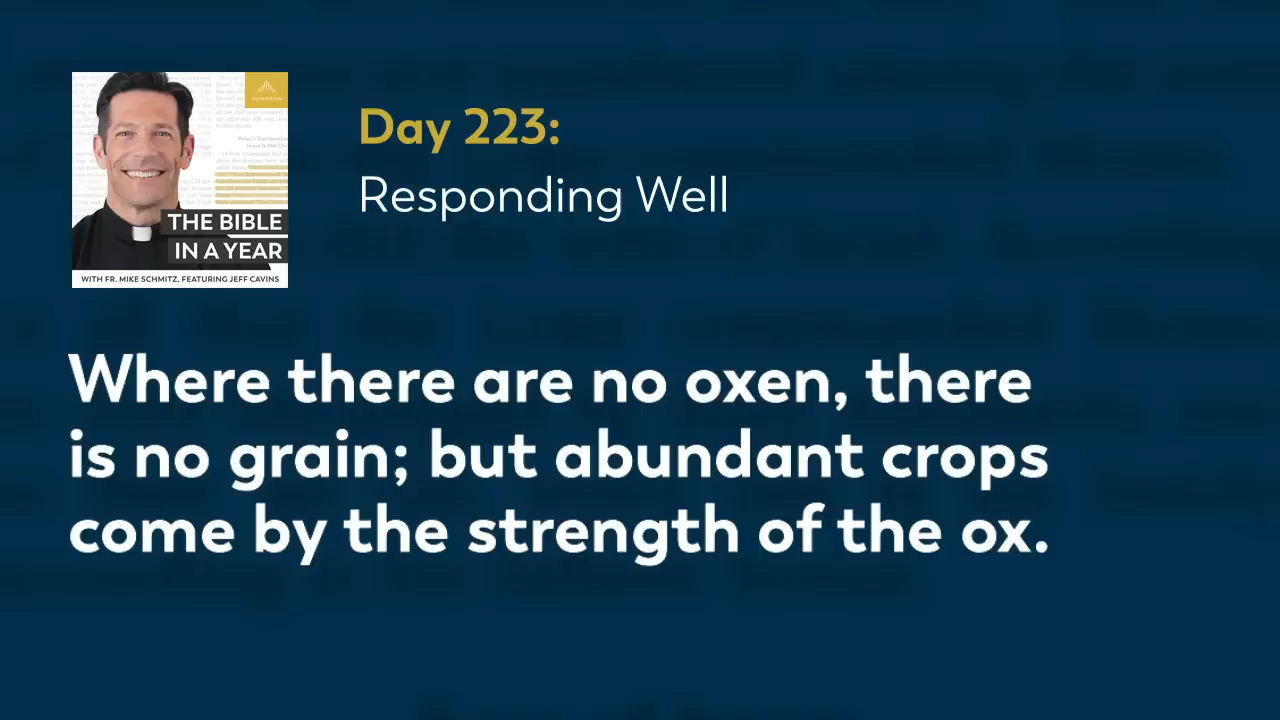 Day 223:
Responding Well
THE BIBLE
IN A YEAR
WITH FR. MIKE SCHMITZ, FEATURING JEFF CAVINS
Where there are no oxen, there
is no grain; but abundant crops
come by the strength of the ox.